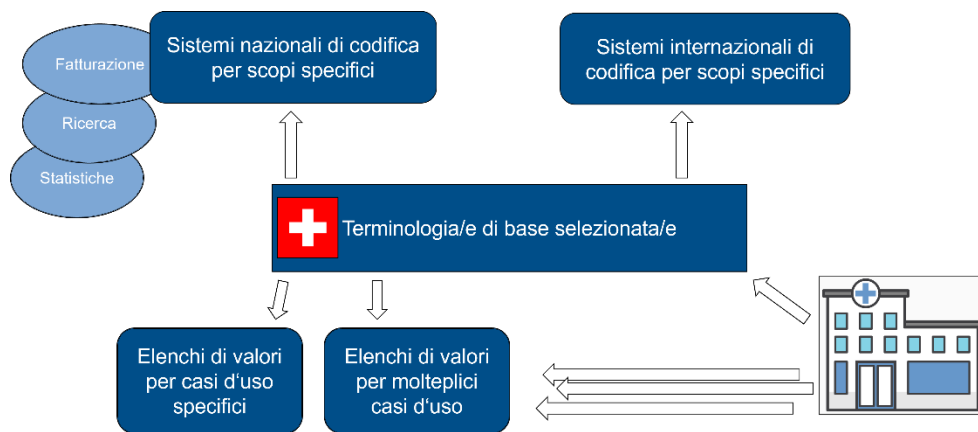 Fatturazione
Ricerca
Statistiche
Sistemi nazionali di codifica
per scopi specifici
Sistemi internazionali di
codifica per scopi specifici
Terminologia/e di base selezionata/e
Elenchi di valori
per casi d‘uso
specifici
Elenchi di valori
per molteplici
casi d‘uso